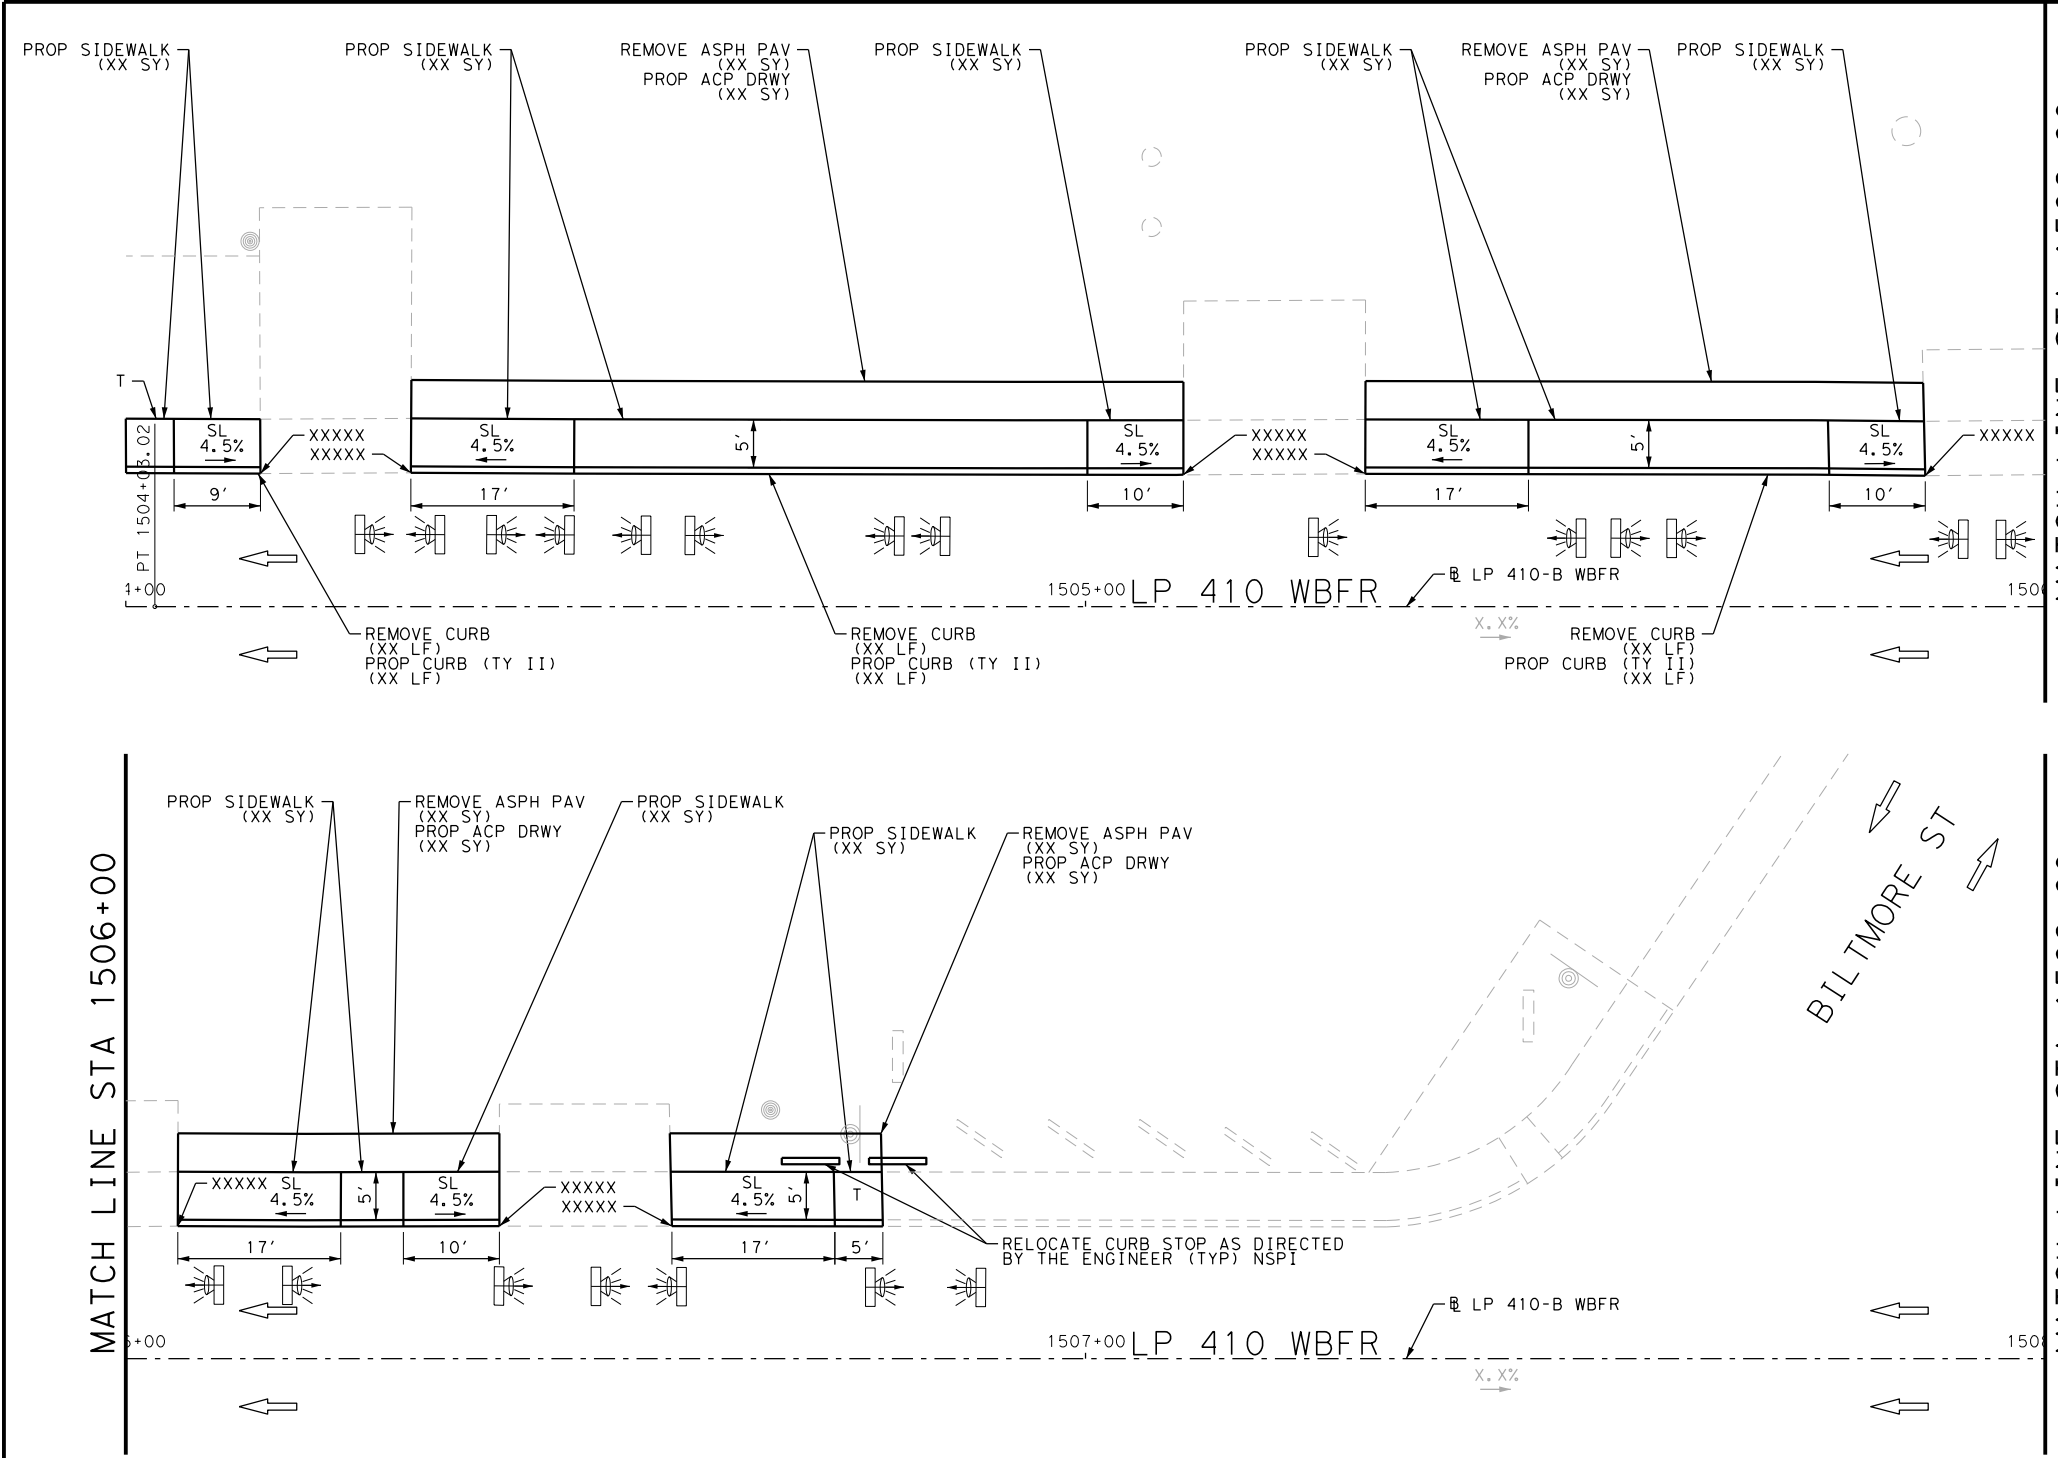 PROP SIDEWALK
(XX SY)
PROP SIDEWALK
(XX SY)
REMOVE ASPH PAV
(XX SY)
PROP ACP DRWY
(XX SY)
PROP SIDEWALK
(XX SY)
PROP SIDEWALK
(XX SY)
REMOVE ASPH PAV
(XX SY)
PROP ACP DRWY
(XX SY)
PROP SIDEWALK
(XX SY)
T
PT 1504+03.02
SL
4.5%
XXXXX
XXXXX
SL
4.5%
5'
SL
4.5%
XXXXX
XXXXX
SL
4.5%
5'
SL
4.5%
XXXXX
9'
17'
10'
17'
10'
+00
1505+00
LP 410 WBFR
B LP 410-B WBFR
150
X.X%
REMOVE CURB
(XX LF)
PROP CURB (TY II)
(XX LF)
REMOVE CURB
(XX LF)
PROP CURB (TY II)
(XX LF)
REMOVE CURB
(XX LF)
PROP CURB (TY II)
(XX LF)
MATCH LINE STA 1506+00
PROP SIDEWALK
(XX SY)
REMOVE ASPH PAV
(XX SY)
PROP ACP DRWY
(XX SY)
PROP SIDEWALK
(XX SY)
PROP SIDEWALK
(XX SY)
REMOVE ASPH PAV
(XX SY)
PROP ACP DRWY
(XX SY)
BILTMORE ST
XXXXX
SL
4.5%
5'
SL
4.5%
XXXXX
XXXXX
SL
4.5%
5'
T
17'
10'
17'
5'
RELOCATE CURB STOP AS DIRECTED
BY THE ENGINEER (TYP) NSPI
+00
1507+00
LP 410 WBFR
B LP 410-B WBFR
150
X.X%